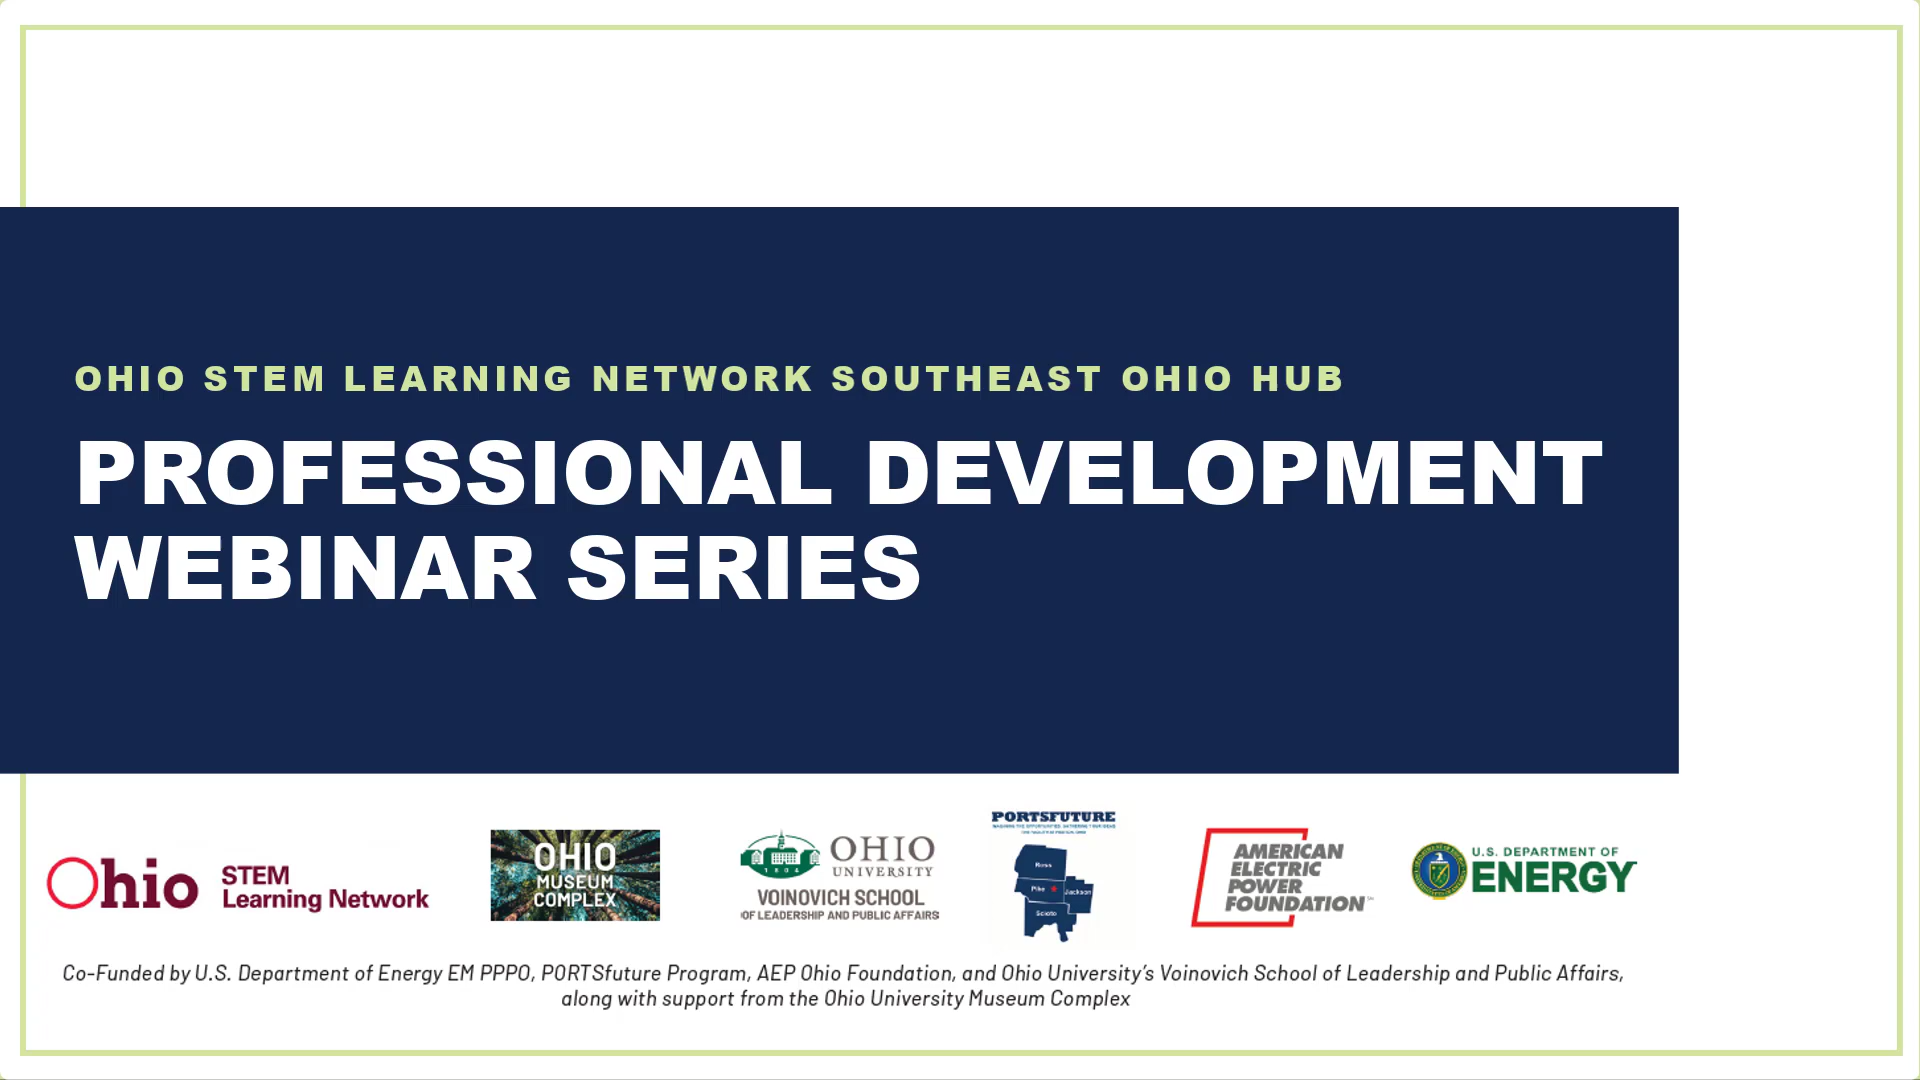 OHIO STEM LEARNING NETWORK SOUTHEAST OHIO HUB
PROFESSIONAL DEVELOPMENT
WEBINAR SERIES
Ohio
STEM
Learning Network
OHIO
MUSEUM
COMPLEX
1804
OHIO
UNIVERSITY
VOINOVICH SCHOOL
OF LEADERSHIP AND PUBLIC AFFAIRS
PORTSFUTURE
Ross
Pike
Jackson
Scioto
AMERICAN
ELECTRIC
POWER
FOUNDATION
U.S. DEPARTMENT OF
ENERGY
Co-Funded by U.S. Department of Energy EM PPPO, PORTSfuture Program, AEP Ohio Foundation, and Ohio University's Voinovich School of Leadership and Public Affairs,
along with support from the Ohio University Museum Complex